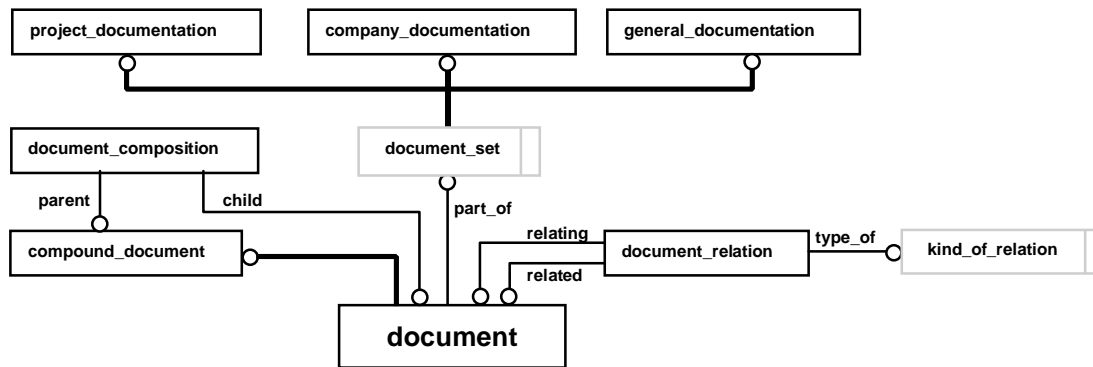 project_documentation
company_documentation
general_documentation
document_composition
document_set
parent
child
part_of
relating
type_of
compound_document
document_relation
kind_of_relation
related
document